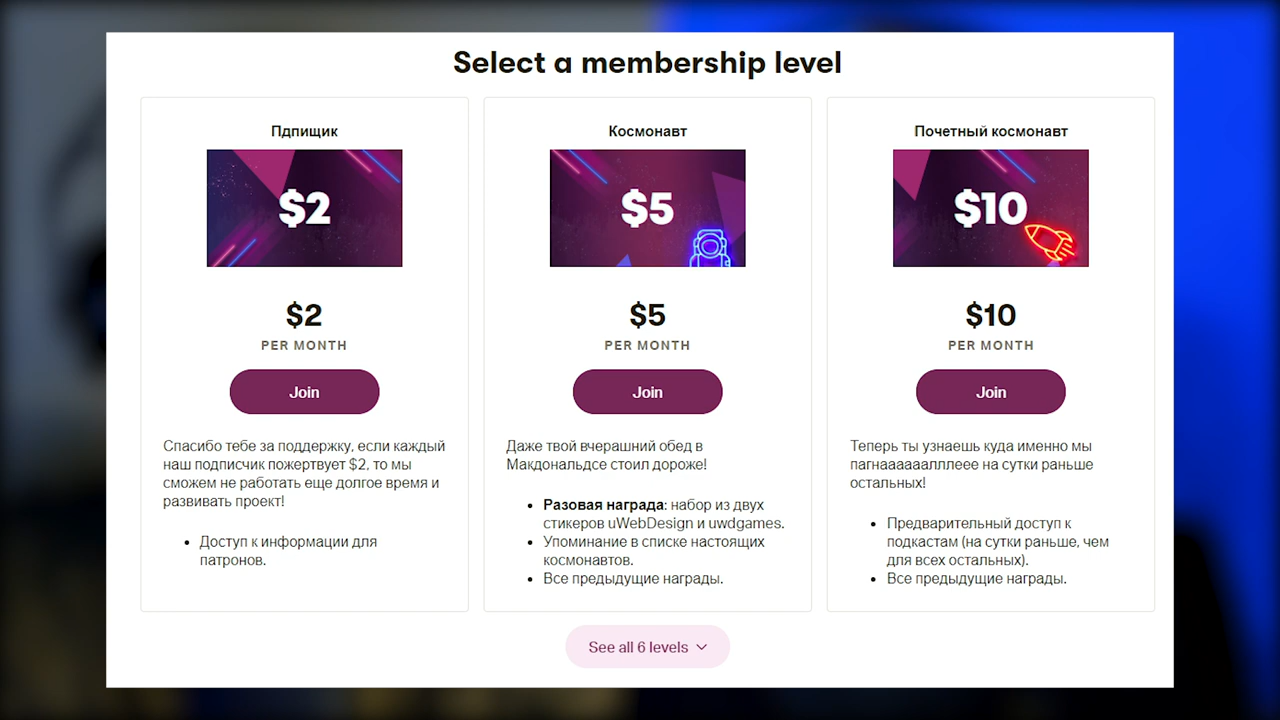 Select a membership level
Пдпищик
$2
$2
PER MONTH
Join
Спасибо тебе за поддержку, если каждый
наш подписчик пожертвует $2, то мы
сможем не работать еще долгое время и
развивать проект!
• Доступ к информации для
патронов.
Космонавт
$5
$5
PER MONTH
Join
Даже твой вчерашний обед в
Макдональдсе стоил дороже!
• Разовая награда: набор из двух
стикеров uWebDesign и uwdgames.
• Упоминание в списке настоящих
космонавтов.
• Все предыдущие награды.
Почетный космонавт
$10
$10
PER MONTH
Join
Теперь ты узнаешь куда именно мы
пагнааааааалллеее на сутки раньше
остальных!
• Предварительный доступ к
подкастам (на сутки раньше, чем
для всех остальных).
• Все предыдущие награды.
See all 6 levels